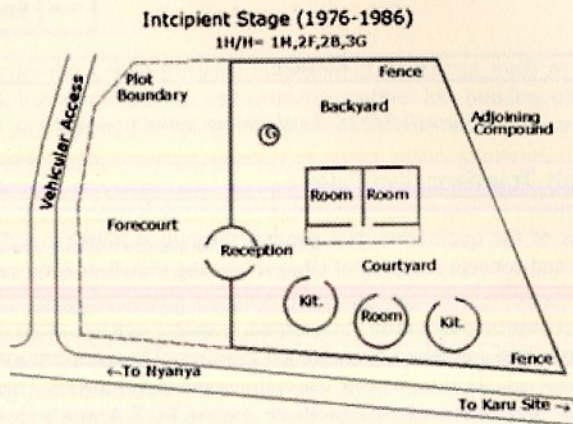 Intcipient Stage (1976-1986)
1H/H= 1M,2F,2B,3G
Plot
Boundary
Fence
Vehicular Access
Backyard
Adjoining
Compound
G
Room
Room
Forecourt
Reception
Courtyard
Kit.
Room
Kit.
Fence
←To Nyanya
To Karu Site →